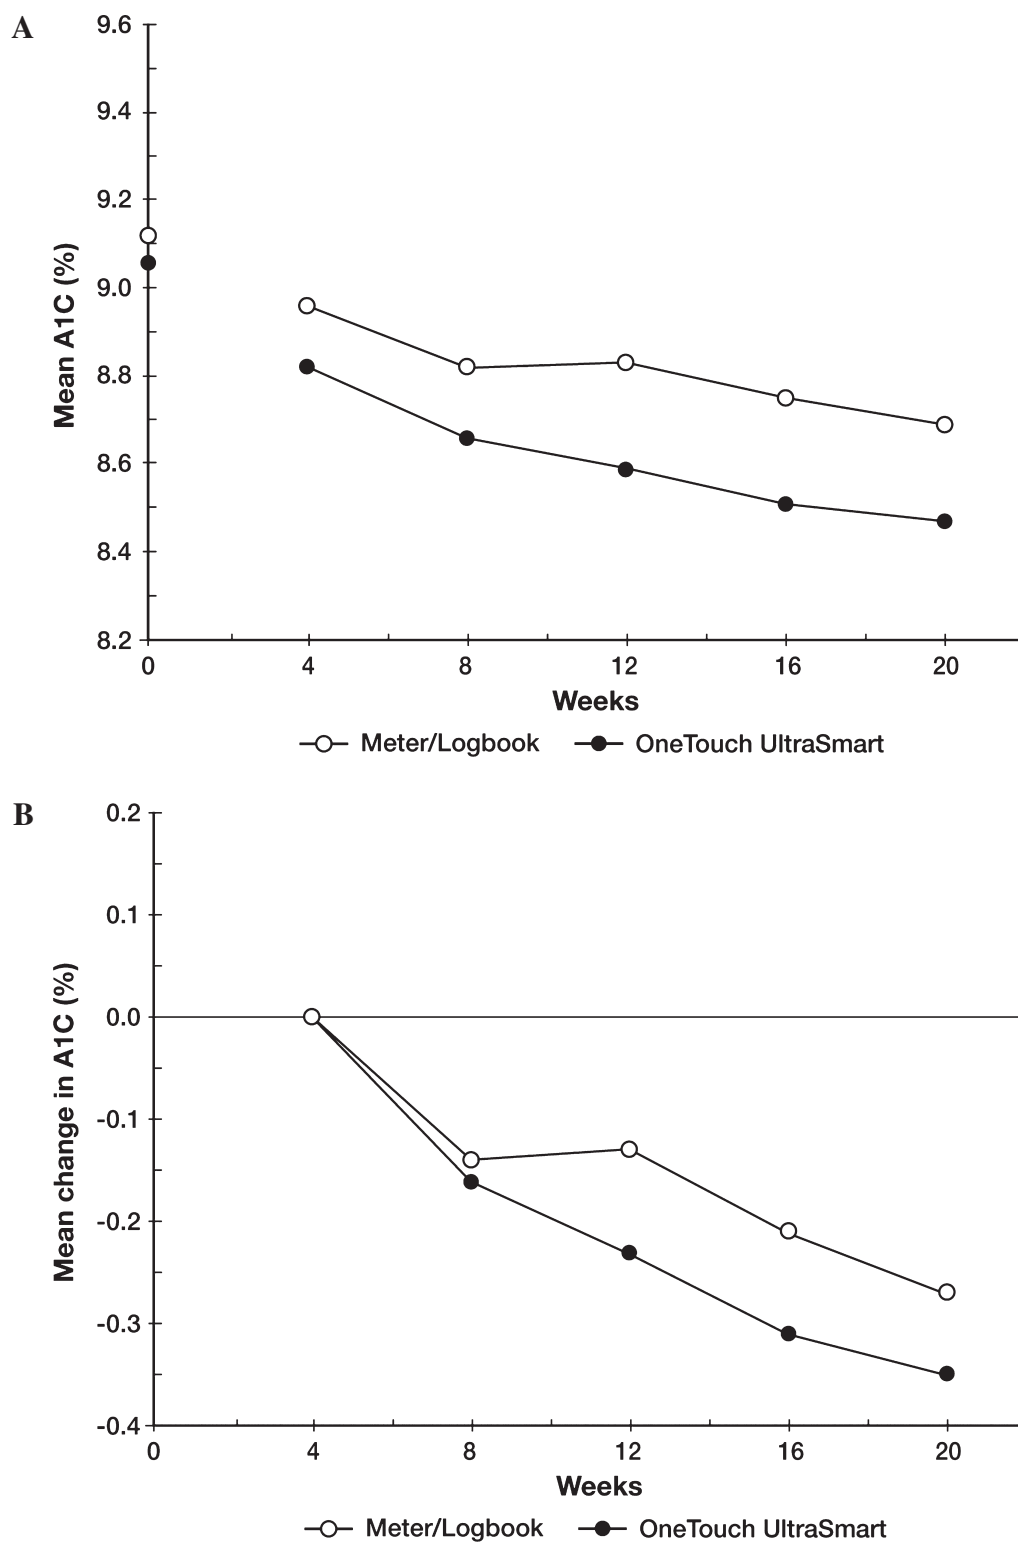 A
9.6
9.4
9.2
9.0
8.8
8.6
8.4
8.2
Mean A1C (%)
0 4 8 12 16 20
Weeks
Meter/Logbook OneTouch UltraSmart
B
0.2
0.1
0.0
-0.1
-0.2
-0.3
-0.4
Mean change in A1C (%)
0 4 8 12 16 20
Weeks
Meter/Logbook OneTouch UltraSmart